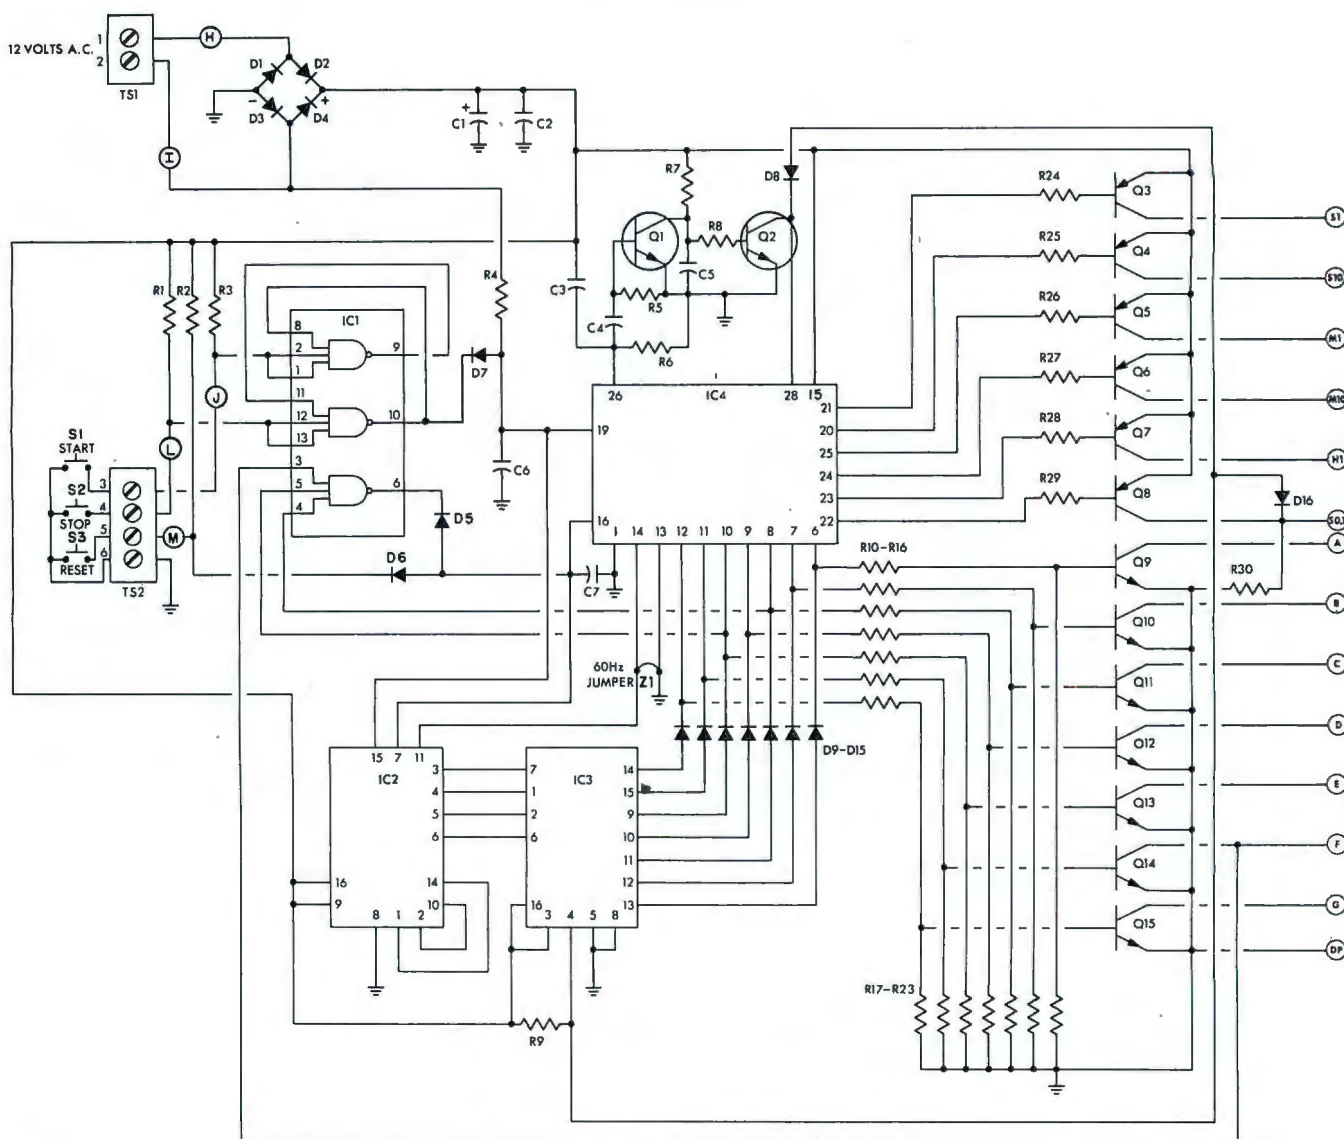 12 VOLTS A.C.
1
2
TS1
H
I
D1
D2
D3
D4
-
+
+
C1
C2
R7
D8
Q1
R8
Q2
C5
R5
C4
R6
C3
R4
R1
R2
R3
IC1
8
2
1
9
11
12
13
10
3
5
4
6
D7
J
L
M
S1
START
S2
STOP
S3
RESET
3
4
5
6
TS2
D5
D6
C6
C7
IC4
26
28
15
19
16
21
20
25
24
23
22
1
14
13
12
11
10
9
8
7
6
R24
R25
R26
R27
R28
R29
Q3
Q4
Q5
Q6
Q7
Q8
S1
S10
M1
M10
H1
D16
R30
R10-R16
Q9
Q10
Q11
Q12
Q13
Q14
Q15
A
B
D
E
F
G
DP
60Hz
JUMPER Z1
D9-D15
15
7
11
IC2
3
4
5
6
16
9
14
10
8
1
2
IC3
7
1
2
6
14
15
9
10
11
12
13
16
3
4
5
8
R9
R17-R23